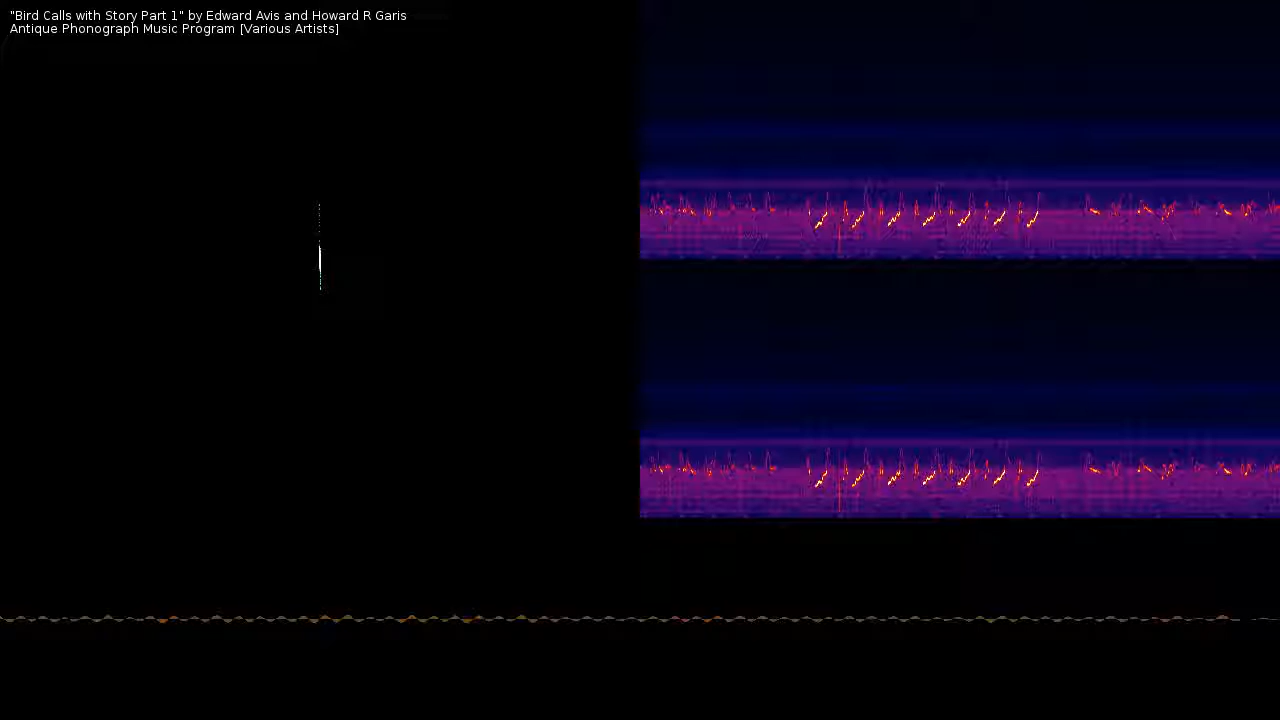 "Bird Calls with Story Part 1" by Edward Avis and Howard R Garis
Antique Phonograph Music Program [Various Artists]